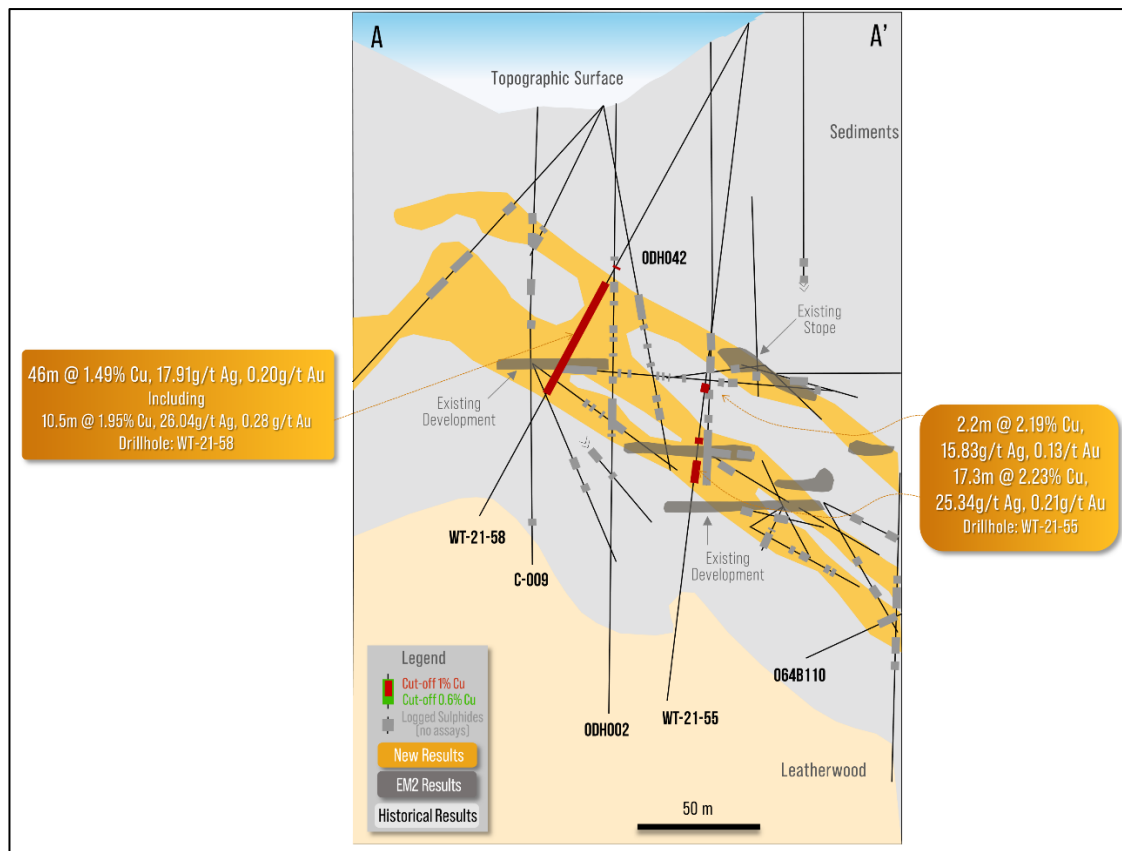 A
A'
Topographic Surface
Sediments
ODH042
Existing
Stope
46m @ 1.49% Cu, 17.91g/t Ag, 0.20g/t Au
Including
10.5m @ 1.95% Cu, 26.04g/t Ag, 0.28 g/t Au
Drillhole: WT-21-58
Existing
Development
2.2m @ 2.19% Cu,
15.83g/t Ag, 0.13/t Au
17.3m @ 2.23% Cu,
25.34g/t Ag, 0.21g/t Au
Drillhole: WT-21-55
WT-21-58
Existing
Development
C-009
064B110
ODH002
WT-21-55
Leatherwood
Legend
Cut-off 1% Cu
Cut-off 0.6% Cu
Logged Sulphides
(no assays)
New Results
EM2 Results
Historical Results
50 m